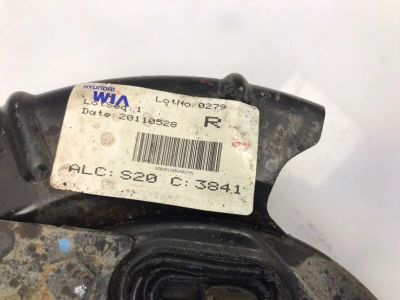 HYUNDAI
WIA
LotSeq: 1 LotNo: 0279
Date: 20110528 R
ALC: S20 C: 3841